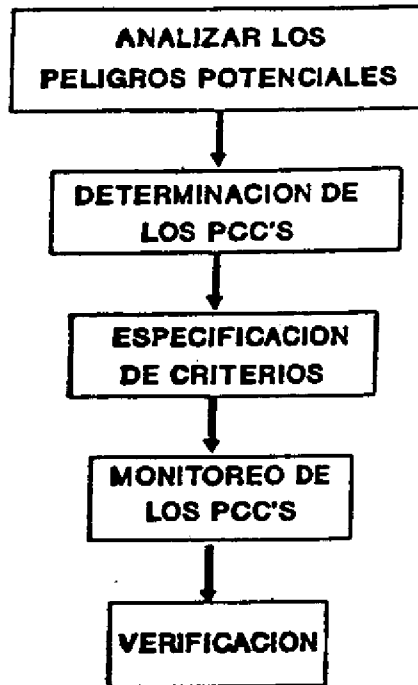 ANALIZAR LOS
PELIGROS POTENCIALES
DETERMINACION DE
LOS PCC'S
ESPECIFICACION
DE CRITERIOS
MONITOREO DE
LOS PCC'S
VERIFICACION